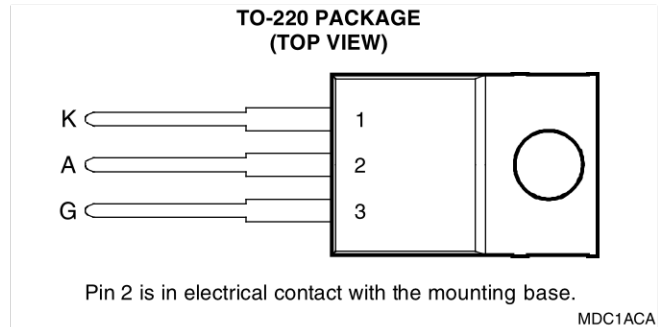 TO-220 PACKAGE
(TOP VIEW)
K 1
A 2
G 3
Pin 2 is in electrical contact with the mounting base.
MDC1ACA